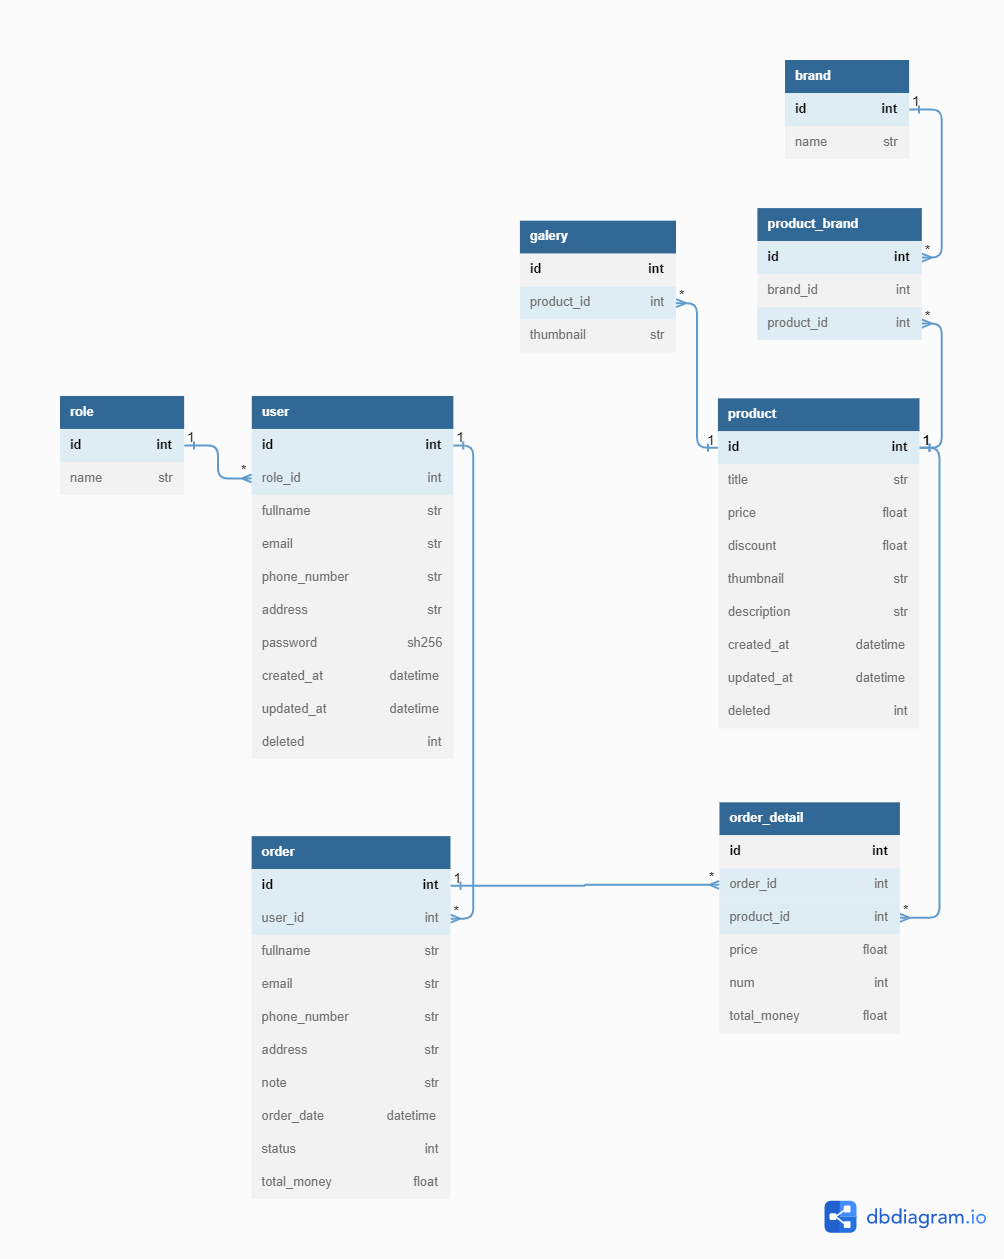 brand
id int
1
name str
product_brand
id int
*
brand_id int
product_id int
*
galery
id int
product_id int
*
thumbnail str
role
id int
1
name str
user
id int
1
*
role_id int
fullname str
email str
phone_number str
address str
password sh256
created_at datetime
updated_at datetime
deleted int
product
1
id int
1
title str
price float
discount float
thumbnail str
description str
created_at datetime
updated_at datetime
deleted int
order
id int
1
user_id int
*
fullname str
email str
phone_number str
address str
note str
order_date datetime
status int
total_money float
order_detail
id int
*
order_id int
product_id int
*
price float
num int
total_money float
dbdiagram.io